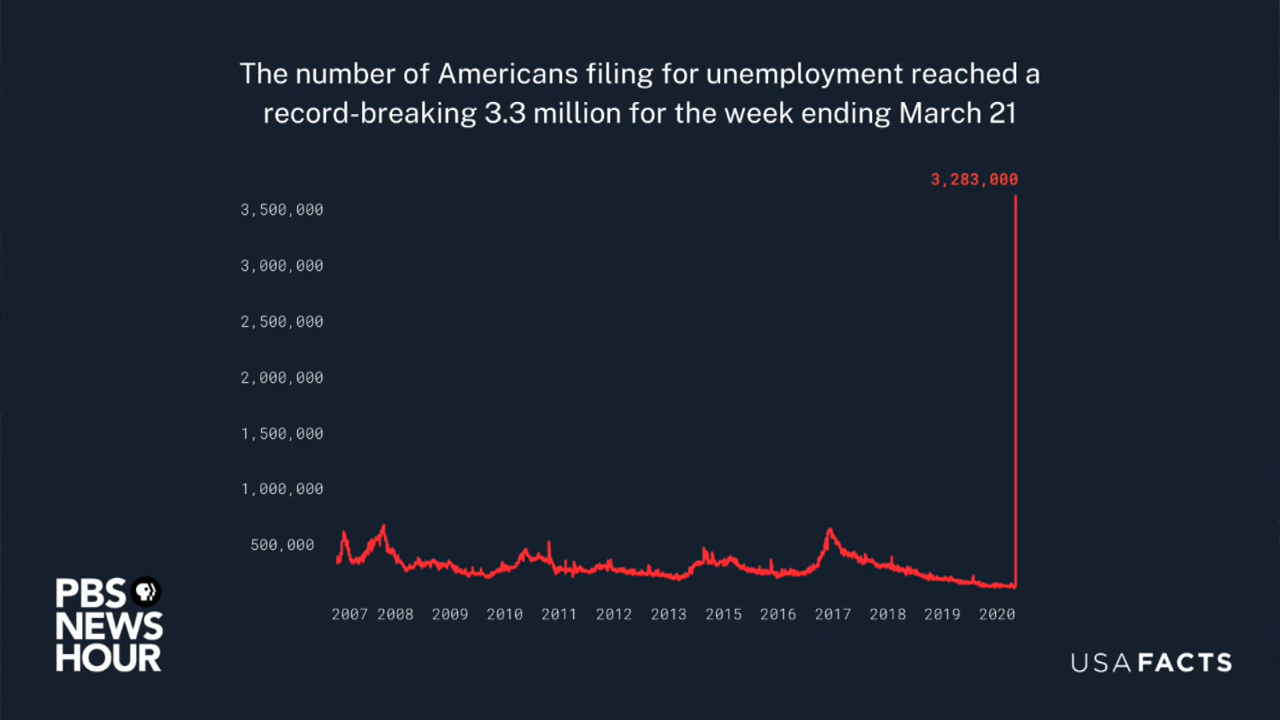 The number of Americans filing for unemployment reached a
record-breaking 3.3 million for the week ending March 21
3,283,000
3,500,000
3,000,000
2,500,000
2,000,000
1,500,000
1,000,000
500,000
2007 2008 2009 2010 2011 2012 2013 2015 2016 2017 2018 2019 2020
PBS
NEWS
HOUR
USAFACTS